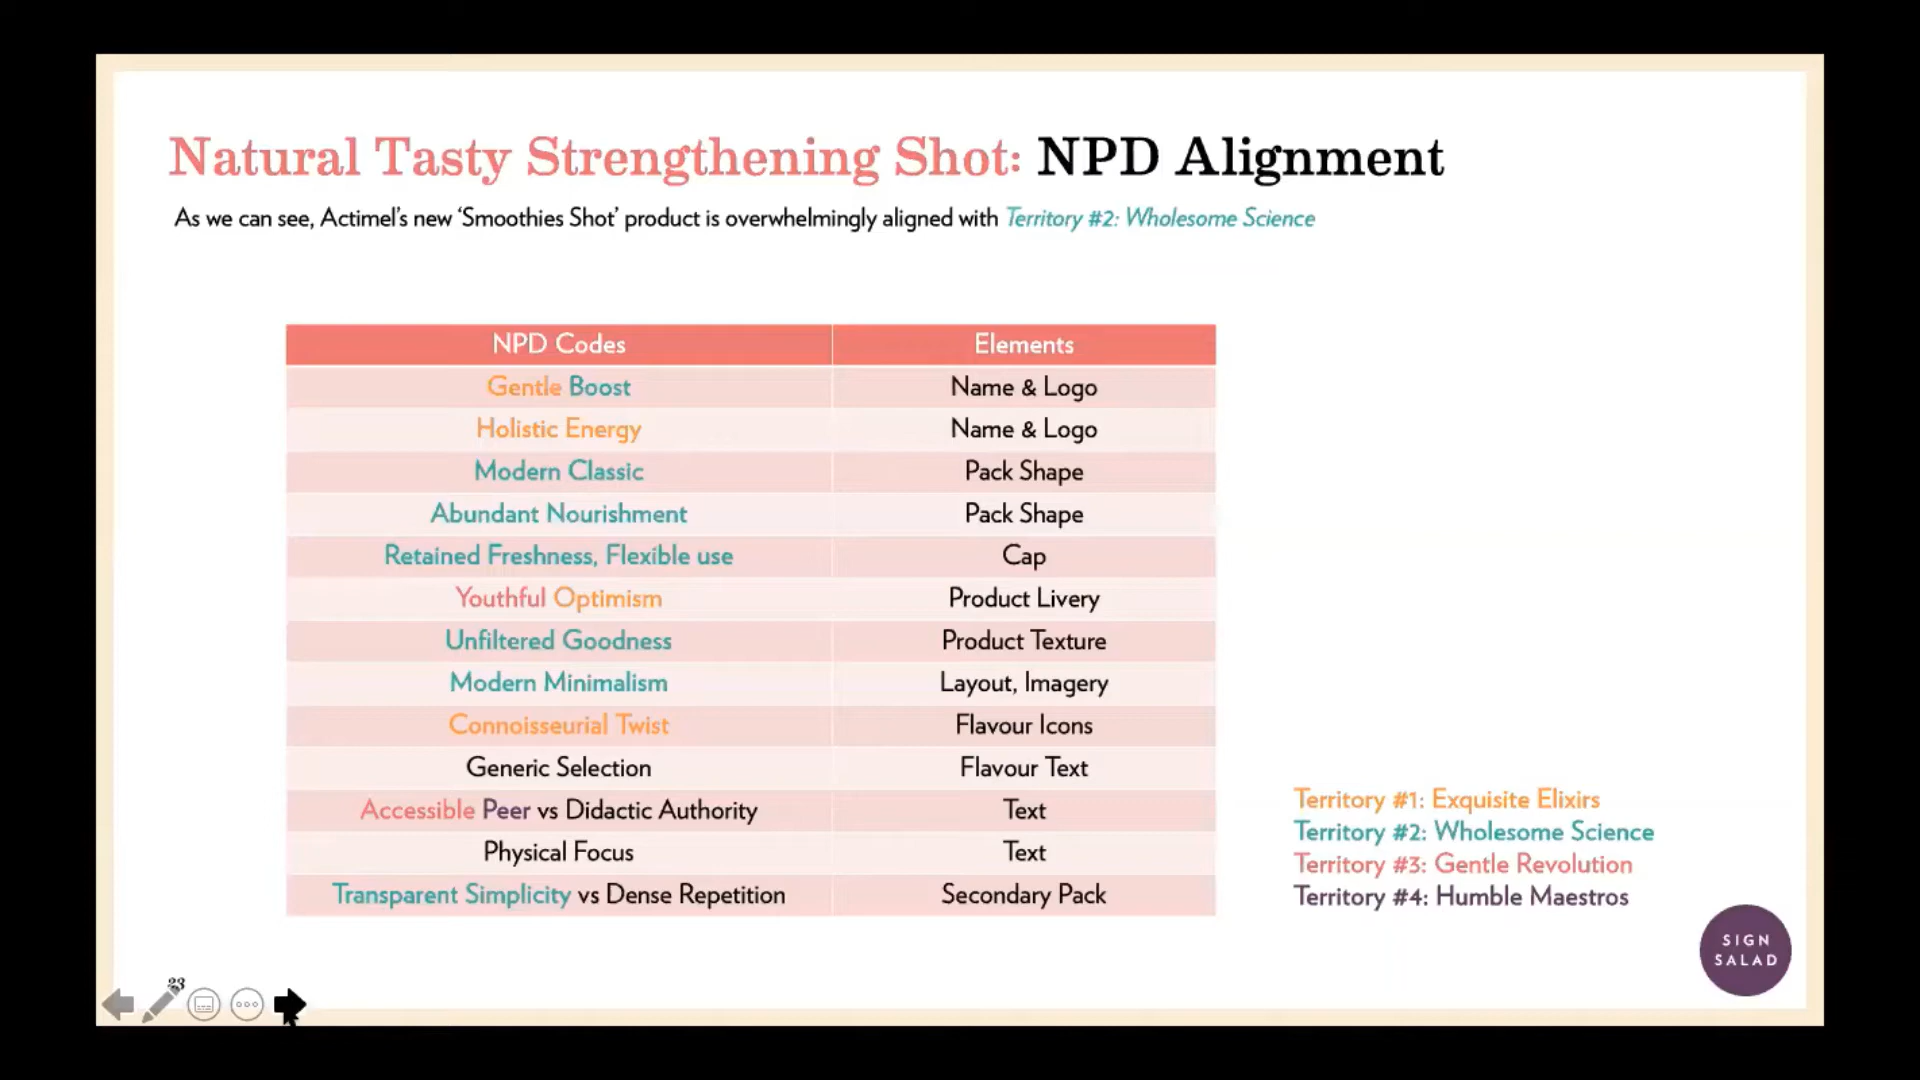 Natural Tasty Strengthening Shot: NPD Alignment
As we can see, Actimel's new 'Smoothies Shot' product is overwhelmingly aligned with Territory #2: Wholesome Science
NPD Codes Elements
Gentle Boost Name & Logo
Holistic Energy Name & Logo
Modern Classic Pack Shape
Abundant Nourishment Pack Shape
Retained Freshness, Flexible use Cap
Youthful Optimism Product Livery
Unfiltered Goodness Product Texture
Modern Minimalism Layout, Imagery
Connoisseurial Twist Flavour Icons
Generic Selection Flavour Text
Accessible Peer vs Didactic Authority Text
Physical Focus Text
Transparent Simplicity vs Dense Repetition Secondary Pack
Territory #1: Exquisite Elixirs
Territory #2: Wholesome Science
Territory #3: Gentle Revolution
Territory #4: Humble Maestros
SIGN
SALAD
23